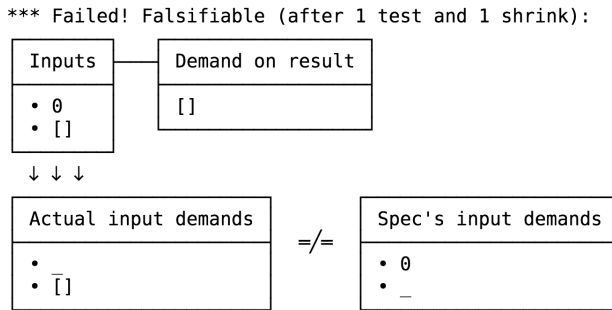 *** Failed! Falsifiable (after 1 test and 1 shrink):
Inputs Demand on result
• 0 []
• []
↓ ↓ ↓
Actual input demands =/= Spec's input demands
• _ • 0
• [] • _